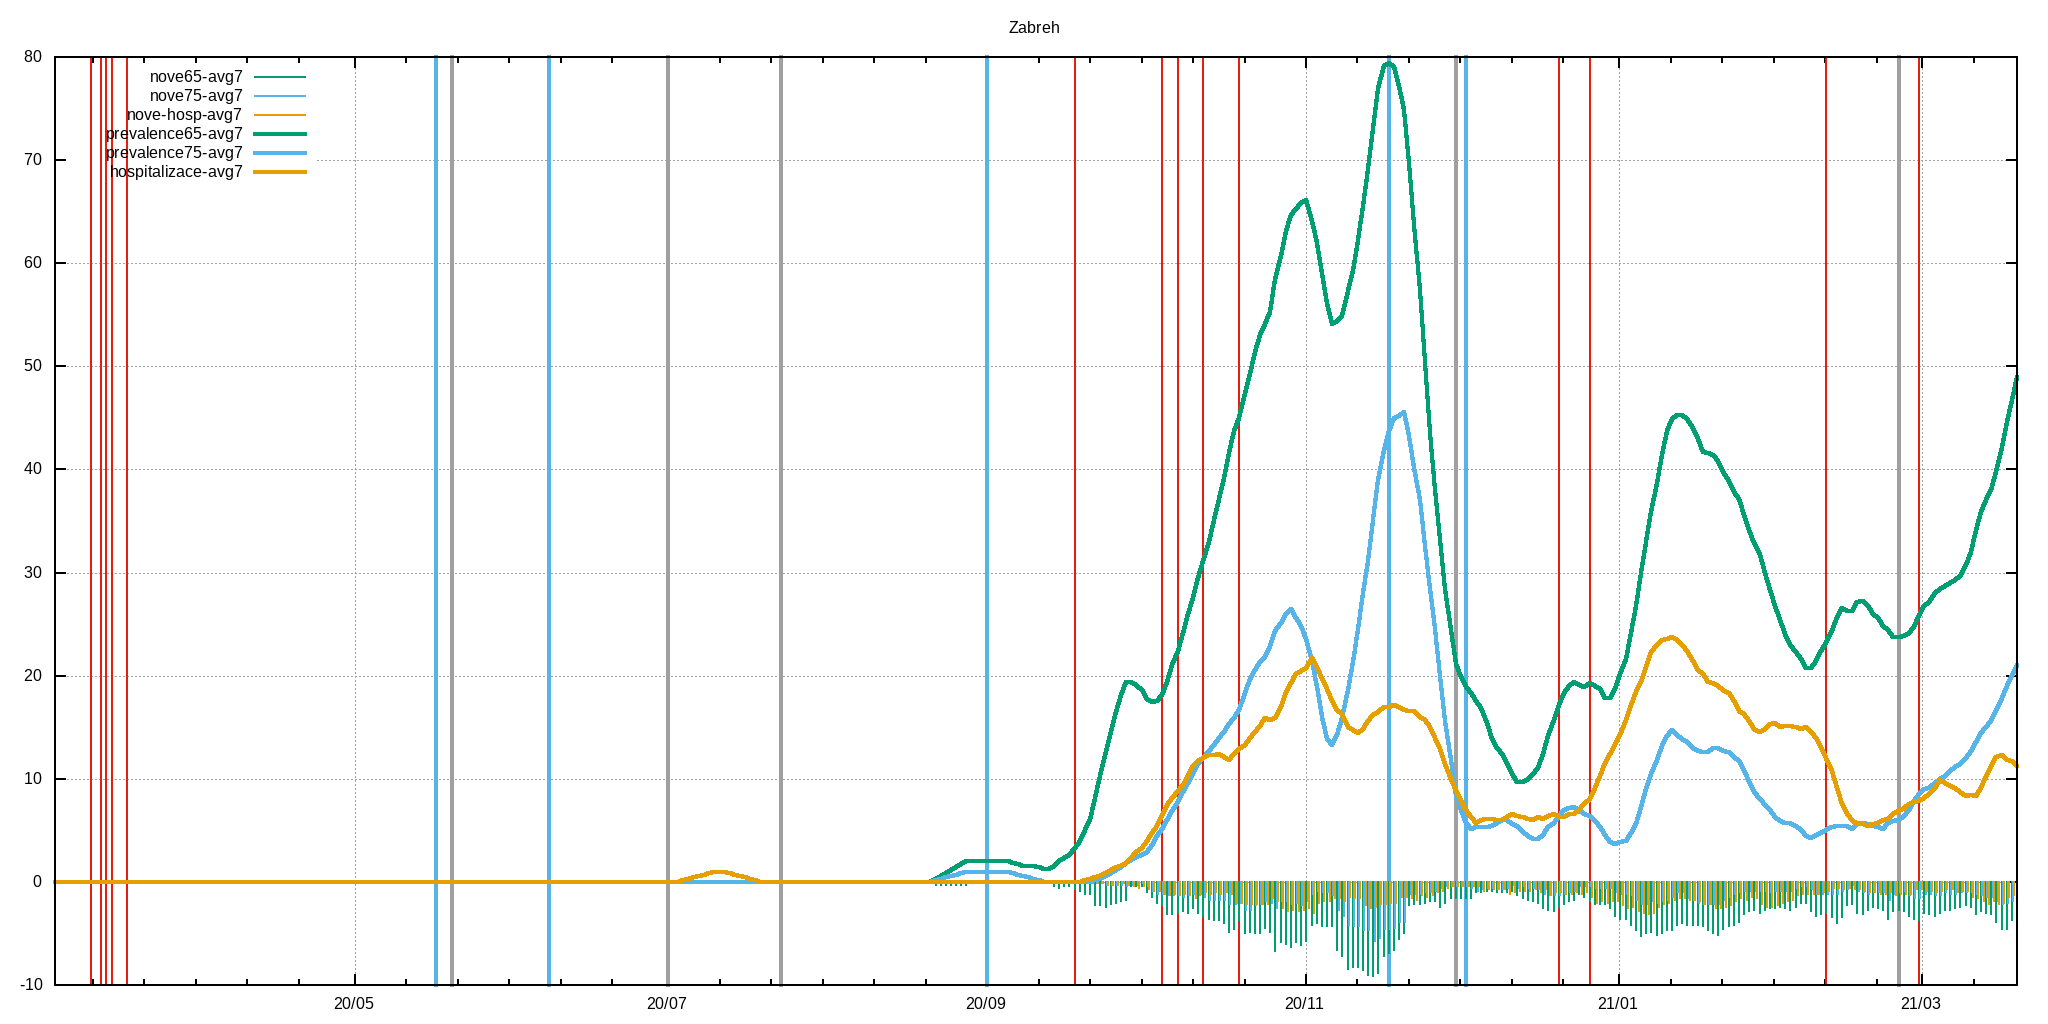 Zabreh
80
nove65-avg7
nove75-avg7
nove-hosp-avg7
prevalence65-avg7
prevalence75-avg7
hospitalizace-avg7
70
60
50
40
30
20
10
0
-10
20/05
20/07
20/09
20/11
21/01
21/03